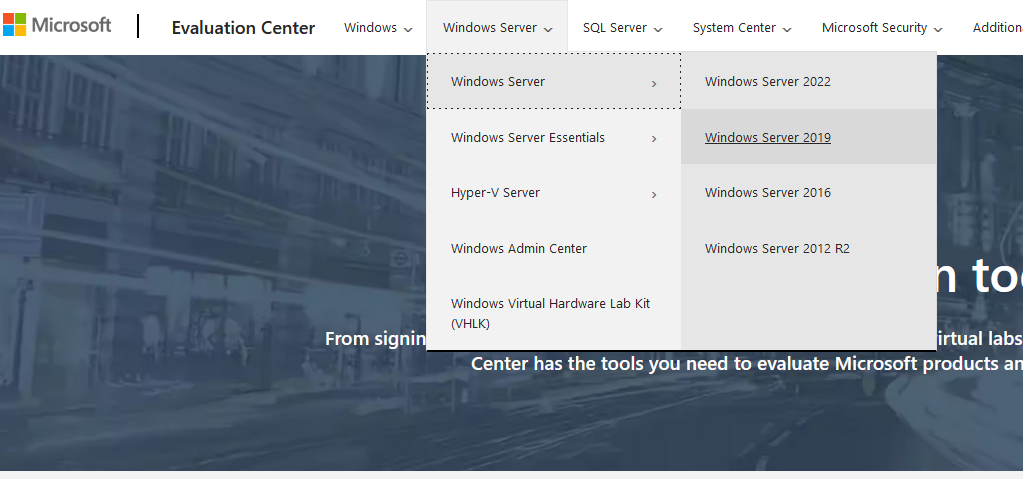 Microsoft Evaluation Center Windows Windows Server SQL Server System Center Microsoft Security Addition
Windows Server Windows Server 2022
Windows Server Essentials Windows Server 2019
Hyper-V Server Windows Server 2016
Windows Admin Center Windows Server 2012 R2
n to
Windows Virtual Hardware Lab Kit
(VHLK)
From signin irtual labs
Center has the tools you need to evaluate Microsoft products an